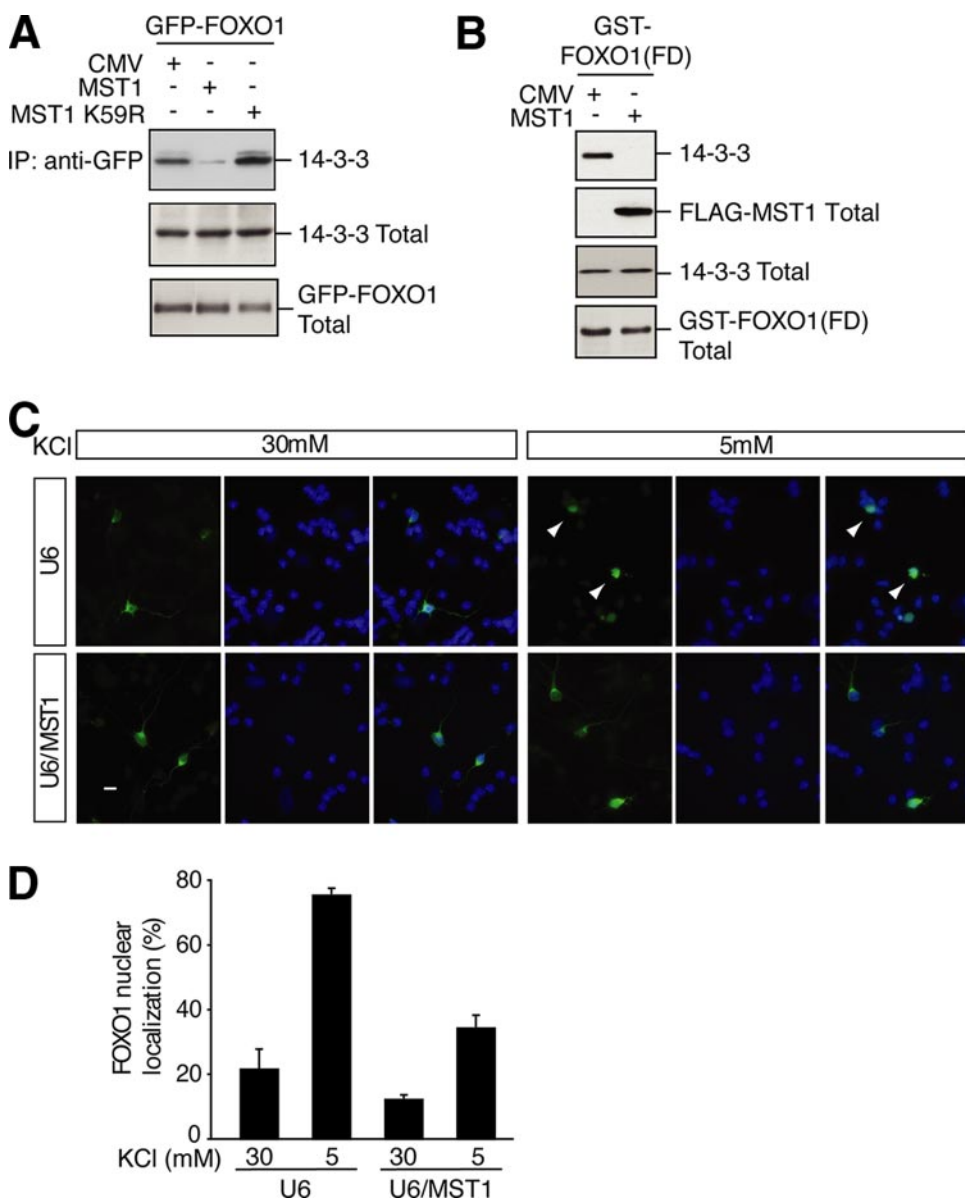 A
GFP-FOXO1
CMV + - -
MST1 - + -
MST1 K59R - - +
IP: anti-GFP
14-3-3
14-3-3 Total
GFP-FOXO1
Total
B
GST-
FOXO1(FD)
CMV + -
MST1 - +
14-3-3
FLAG-MST1 Total
14-3-3 Total
GST-FOXO1(FD)
Total
C
KCl 30mM 5mM
U6
U6/MST1
D
FOXO1 nuclear
localization (%)
80
60
40
20
0
KCl (mM) 30 5 30 5
U6 U6/MST1